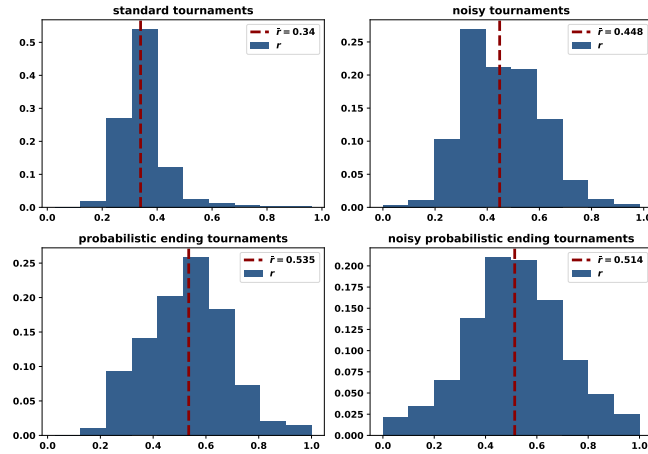 standard tournaments
0.5
0.4
0.3
0.2
0.1
0.0
0.0 0.2 0.4 0.6 0.8 1.0
r̄ = 0.34
r
noisy tournaments
0.25
0.20
0.15
0.10
0.05
0.00
0.0 0.2 0.4 0.6 0.8 1.0
r̄ = 0.448
r
probabilistic ending tournaments
0.25
0.20
0.15
0.10
0.05
0.00
0.0 0.2 0.4 0.6 0.8 1.0
r̄ = 0.535
r
noisy probabilistic ending tournaments
0.200
0.175
0.150
0.125
0.100
0.075
0.050
0.025
0.000
0.0 0.2 0.4 0.6 0.8 1.0
r̄ = 0.514
r